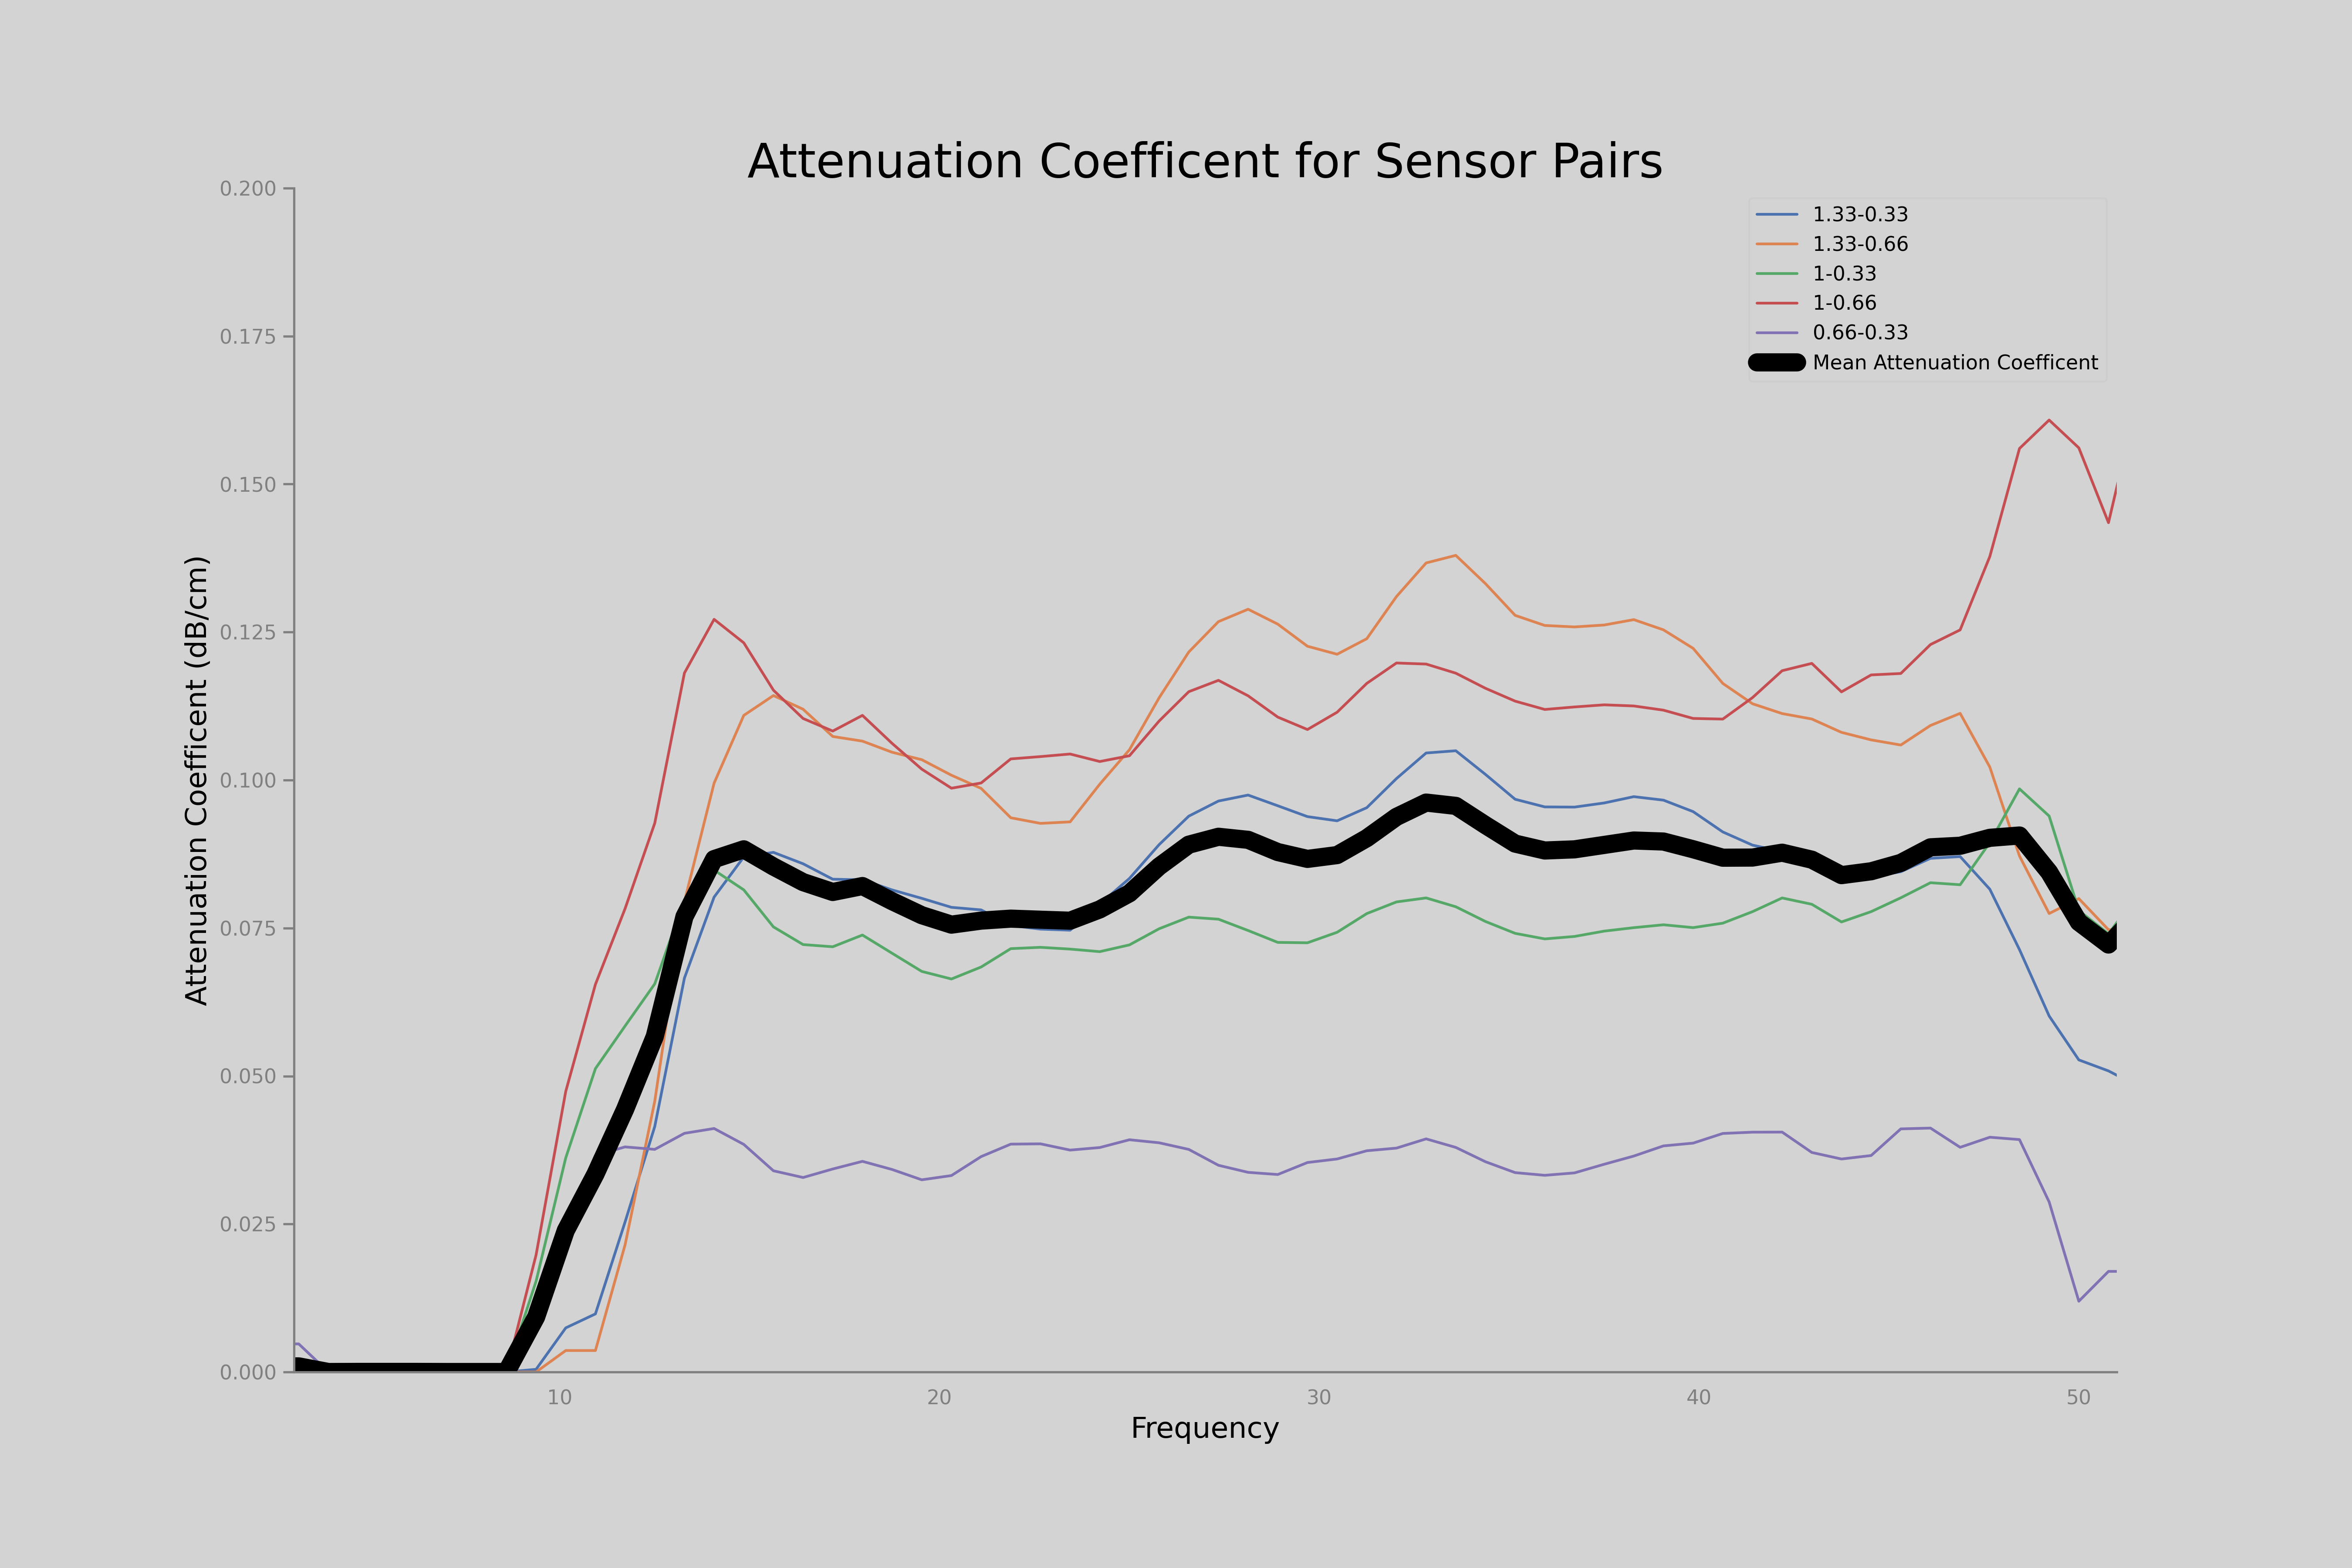 Attenuation Coefficent for Sensor Pairs
0.200
0.175
0.150
0.125
0.100
0.075
0.050
0.025
0.000
Attenuation Coefficent (dB/cm)
1.33-0.33
1.33-0.66
1-0.33
1-0.66
0.66-0.33
Mean Attenuation Coefficent
10 20 30 40 50
Frequency